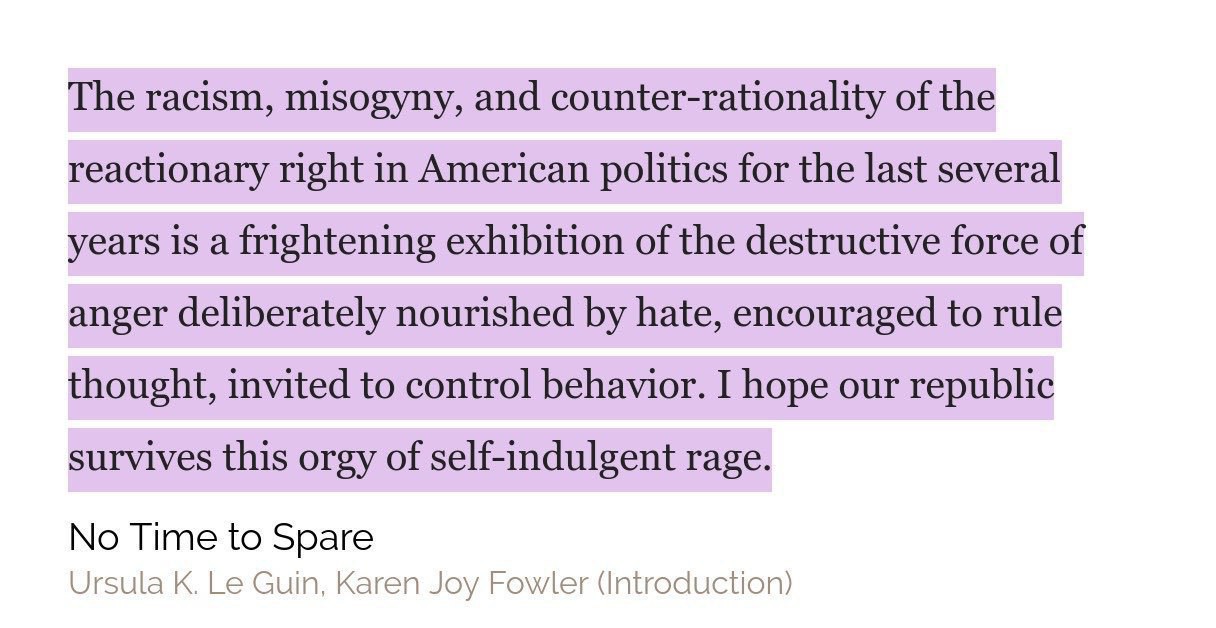 The racism, misogyny, and counter-rationality of the
reactionary right in American politics for the last several
years is a frightening exhibition of the destructive force of
anger deliberately nourished by hate, encouraged to rule
thought, invited to control behavior. I hope our republic
survives this orgy of self-indulgent rage.
No Time to Spare
Ursula K. Le Guin, Karen Joy Fowler (Introduction)